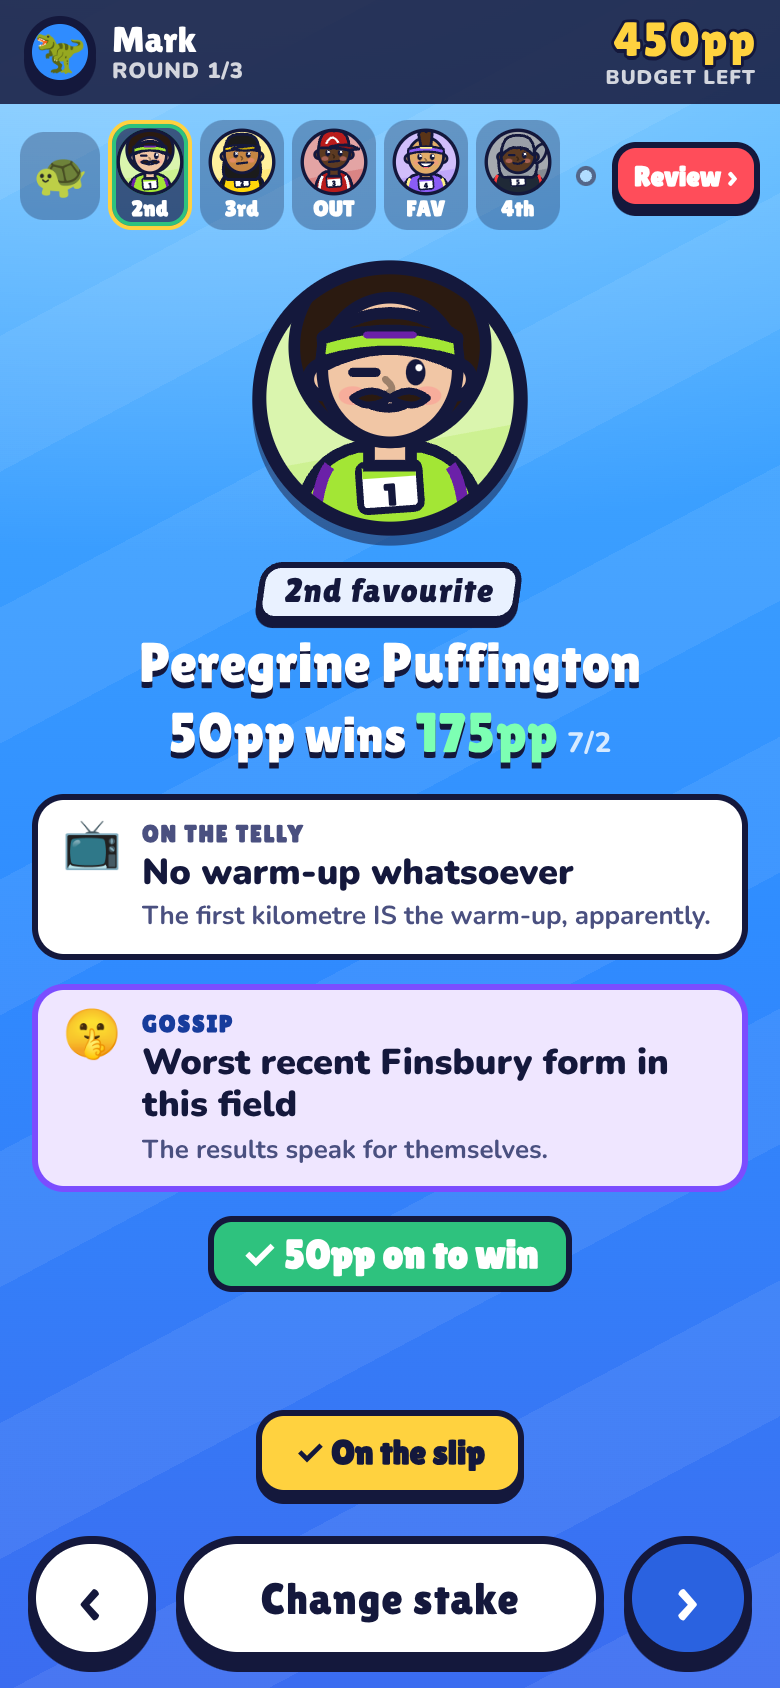 Mark
ROUND 1/3
450pp
BUDGET LEFT
2nd
3rd
OUT
FAV
4th
Review ›
1
2nd favourite
Peregrine Puffington
50pp wins 175pp 7/2
ON THE TELLY
No warm-up whatsoever
The first kilometre IS the warm-up, apparently.
GOSSIP
Worst recent Finsbury form in
this field
The results speak for themselves.
✓ 50pp on to win
✓ On the slip
‹
Change stake
›